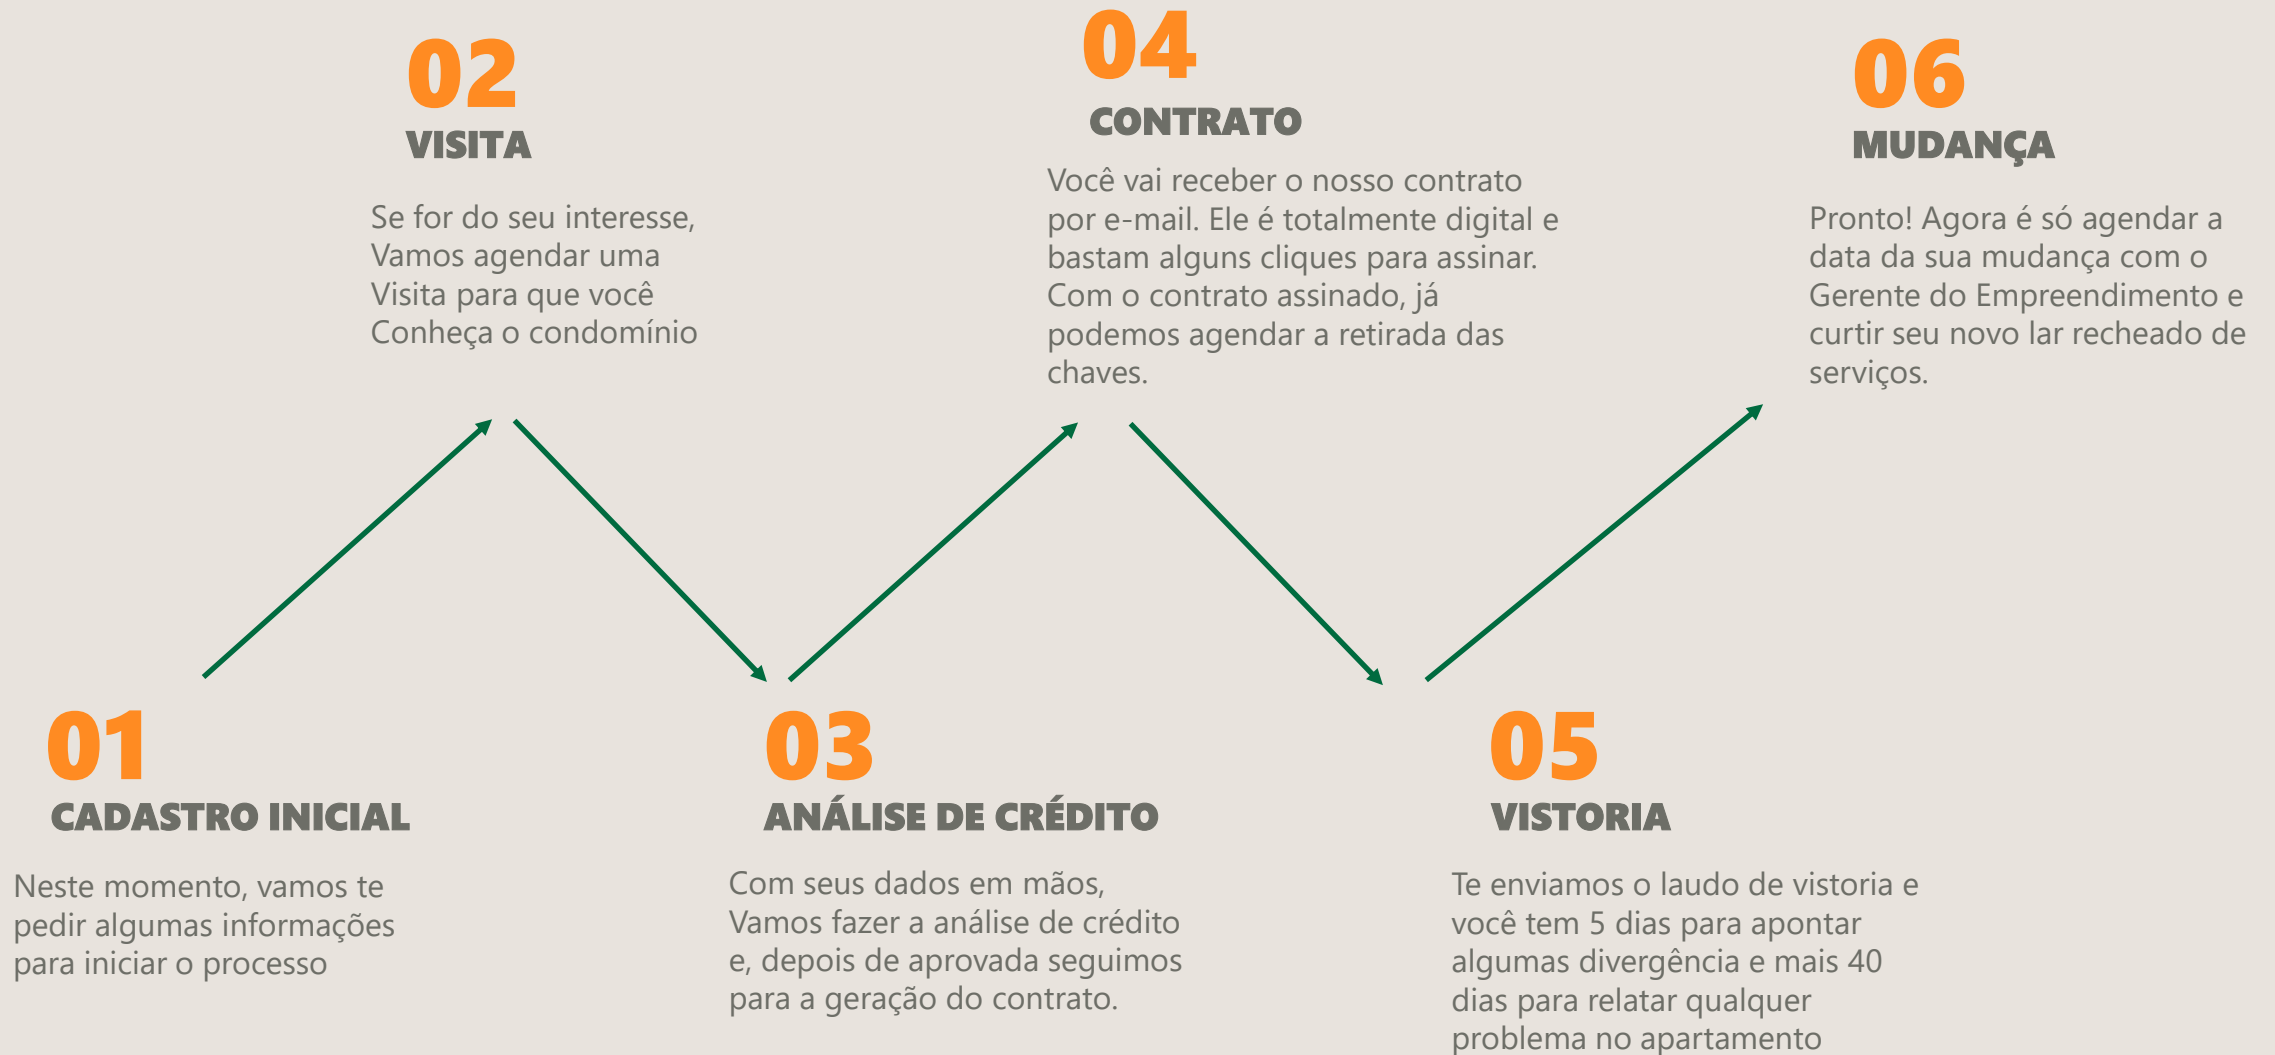 01
CADASTRO INICIAL
Neste momento, vamos te
pedir algumas informações
para iniciar o processo
02
VISITA
Se for do seu interesse,
Vamos agendar uma
Visita para que você
Conheça o condomínio
03
ANÁLISE DE CRÉDITO
Com seus dados em mãos,
Vamos fazer a análise de crédito
e, depois de aprovada seguimos
para a geração do contrato.
04
CONTRATO
Você vai receber o nosso contrato
por e-mail. Ele é totalmente digital e
bastam alguns cliques para assinar.
Com o contrato assinado, já
podemos agendar a retirada das
chaves.
05
VISTORIA
Te enviamos o laudo de vistoria e
você tem 5 dias para apontar
algumas divergência e mais 40
dias para relatar qualquer
problema no apartamento
06
MUDANÇA
Pronto! Agora é só agendar a
data da sua mudança com o
Gerente do Empreendimento e
curtir seu novo lar recheado de
serviços.